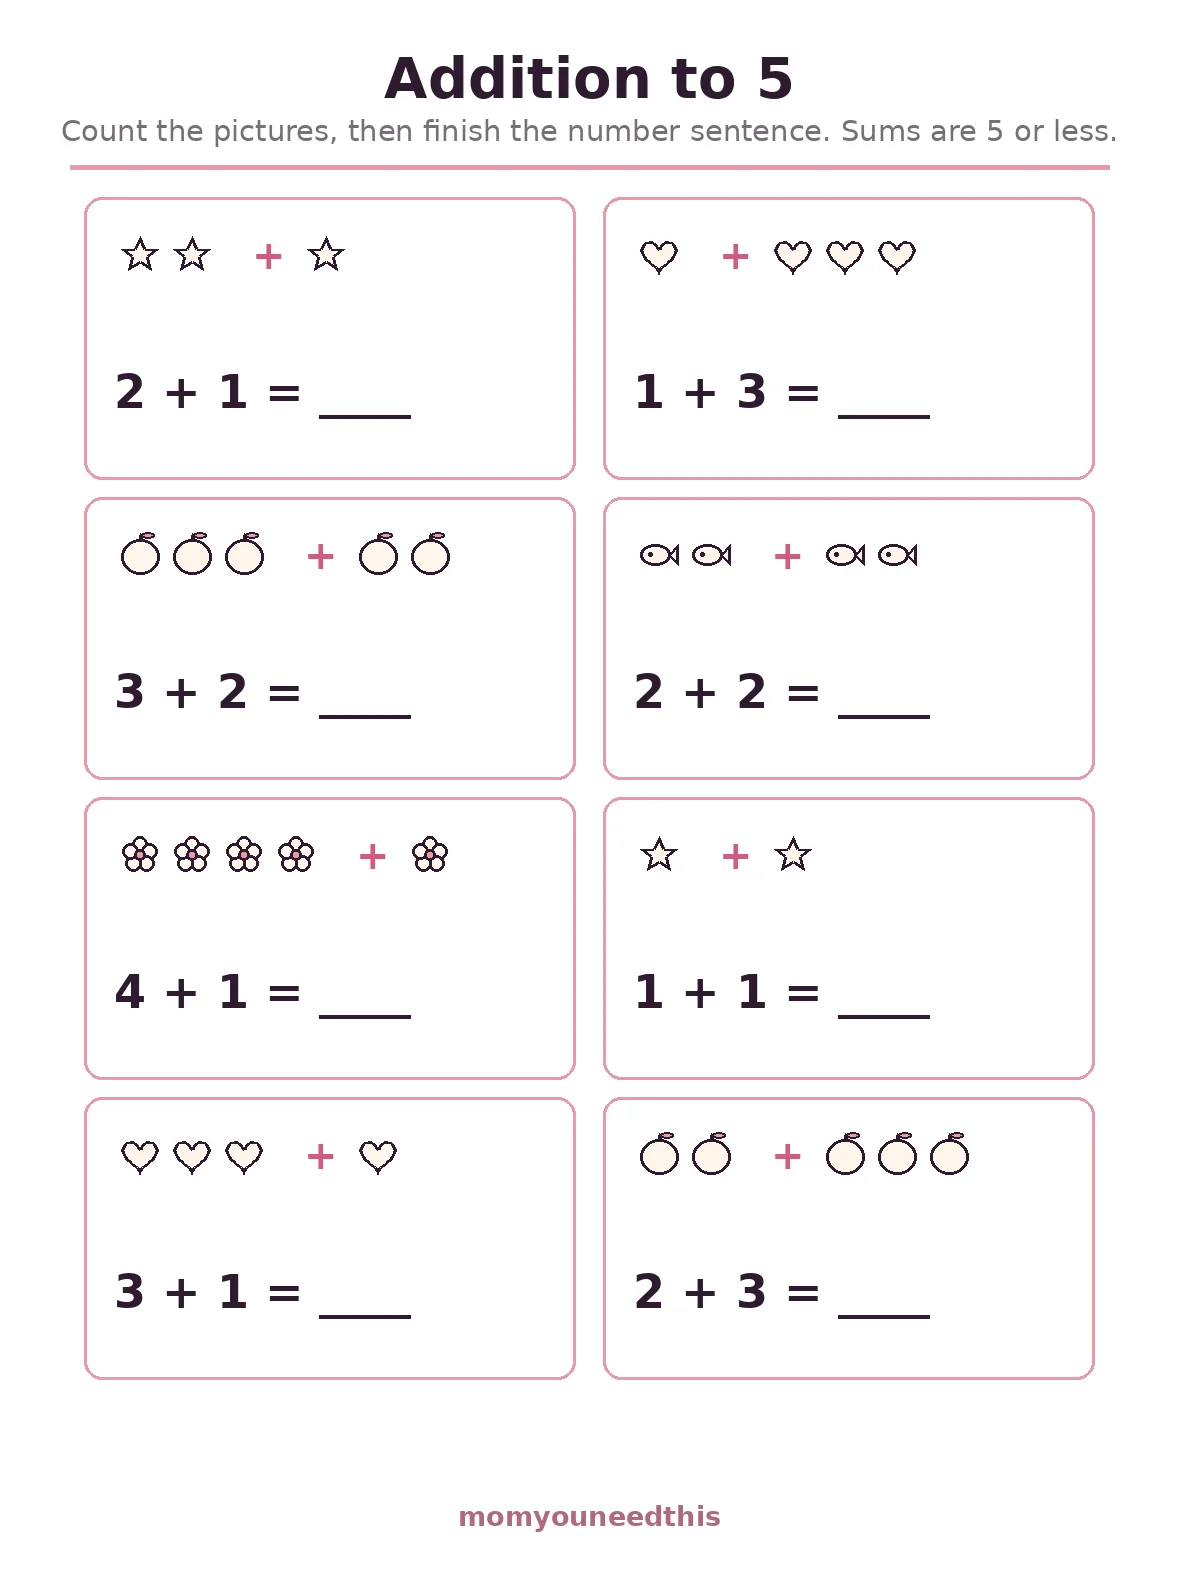 Addition to 5
Count the pictures, then finish the number sentence. Sums are 5 or less.
+
+
2 + 1 = ____
1 + 3 = ____
+
+
3 + 2 = ____
2 + 2 = ____
+
+
4 + 1 = ____
1 + 1 = ____
+
+
3 + 1 = ____
2 + 3 = ____
momyouneedthis